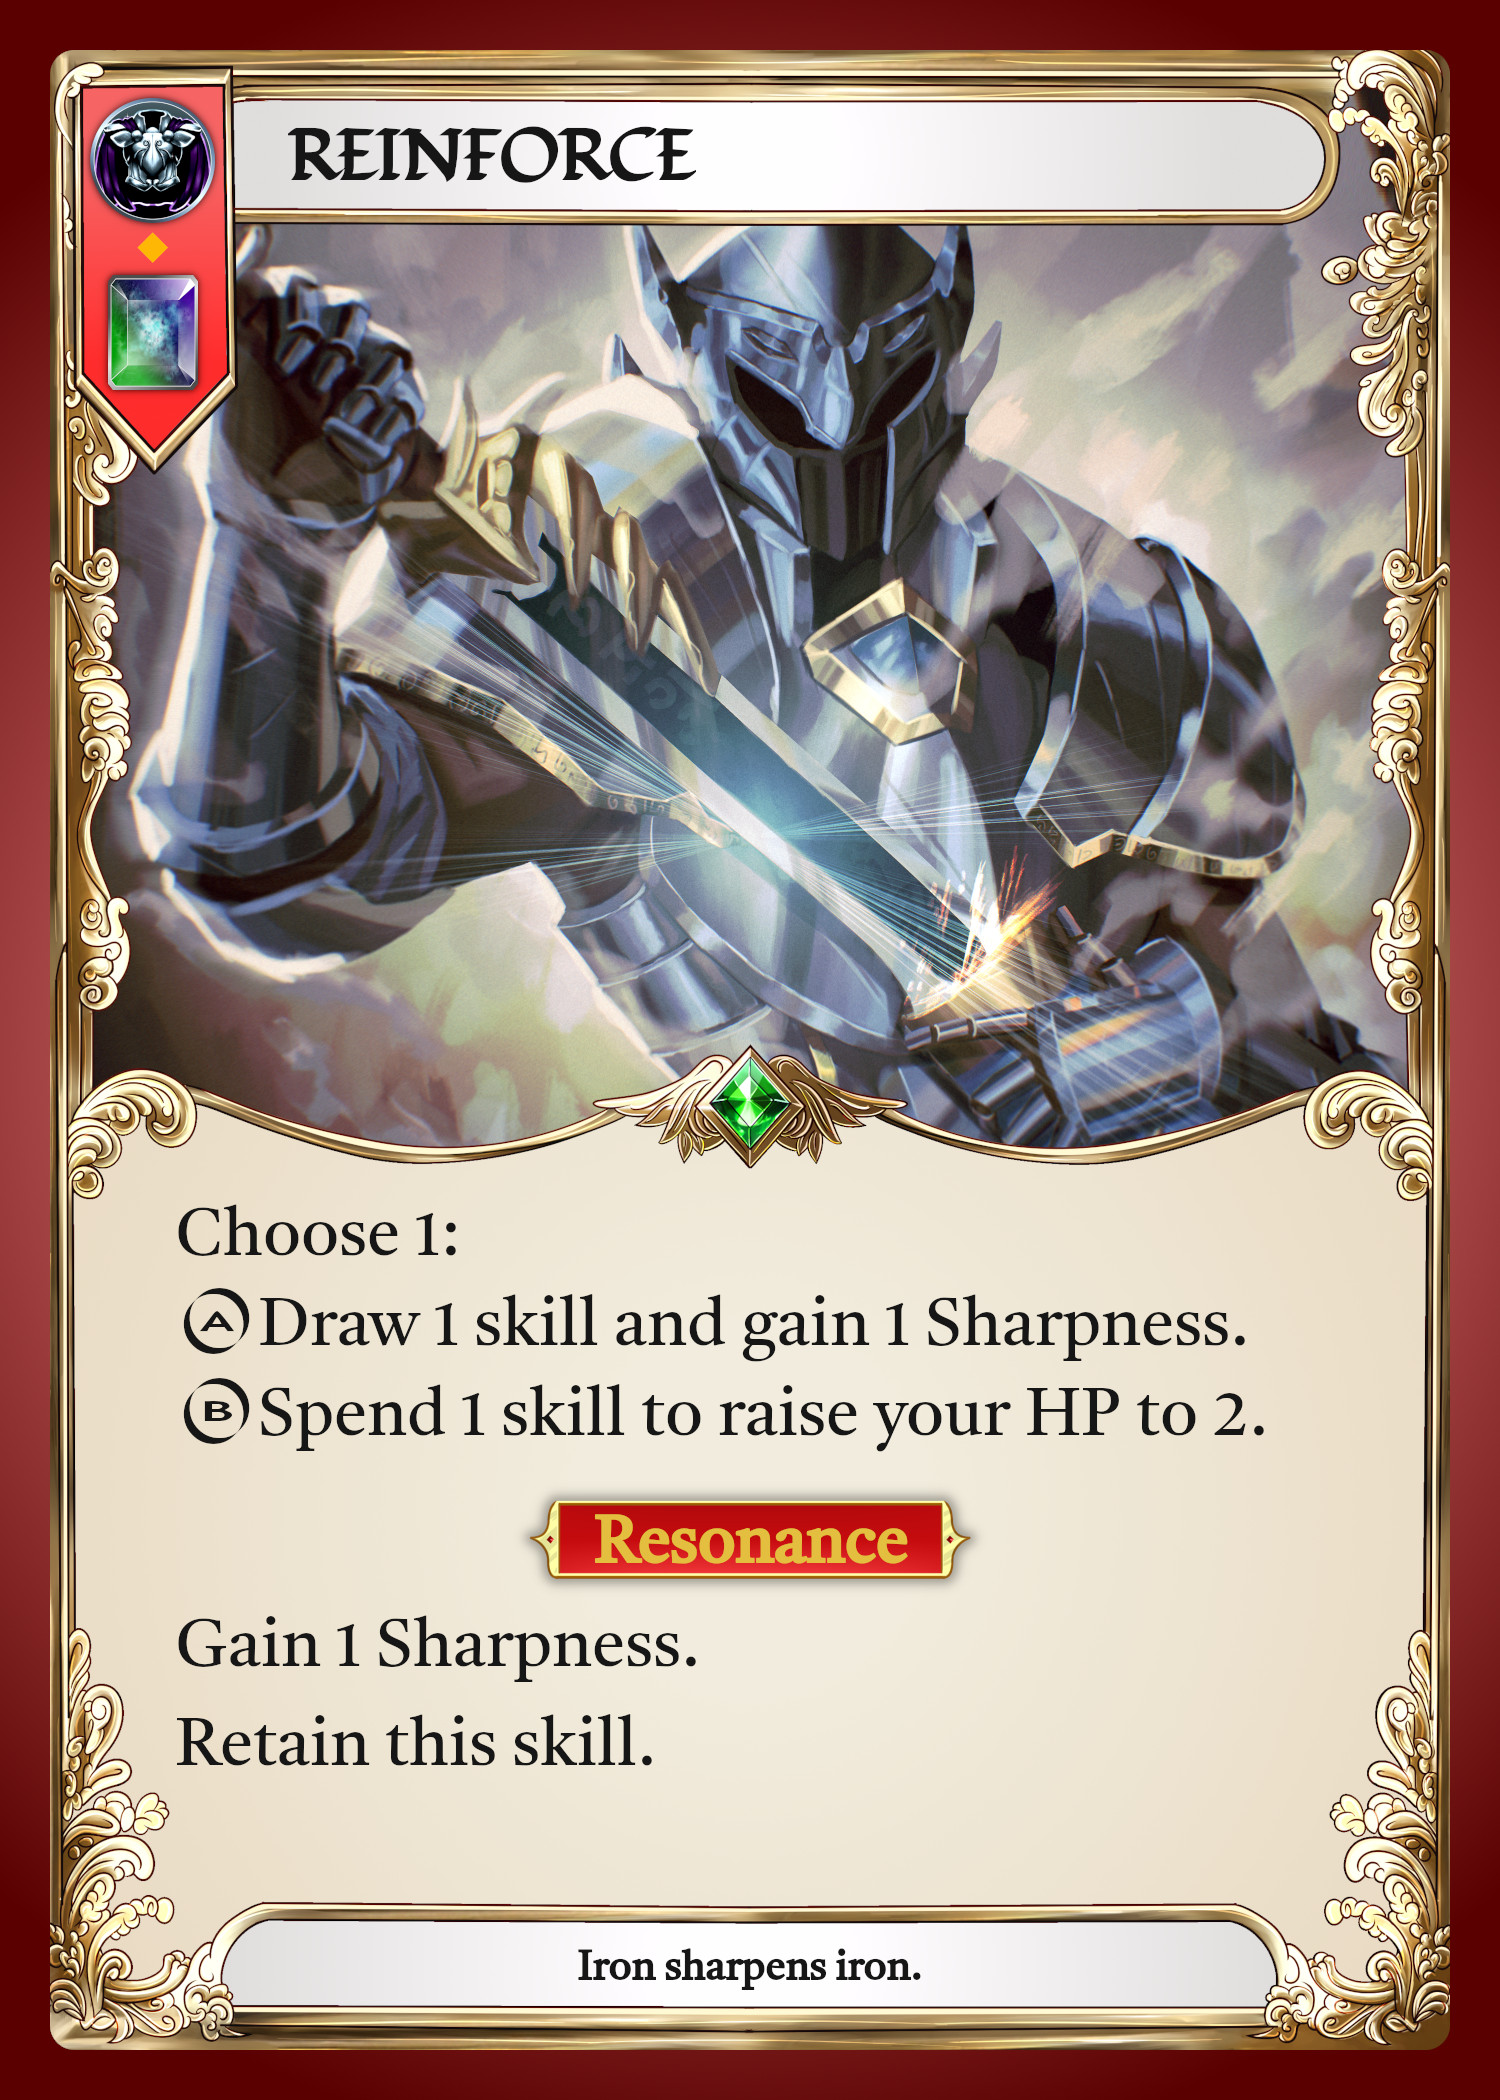 REINFORCE
Choose 1:
Ⓐ Draw 1 skill and gain 1 Sharpness.
Ⓑ Spend 1 skill to raise your HP to 2.
Resonance
Gain 1 Sharpness.
Retain this skill.
Iron sharpens iron.